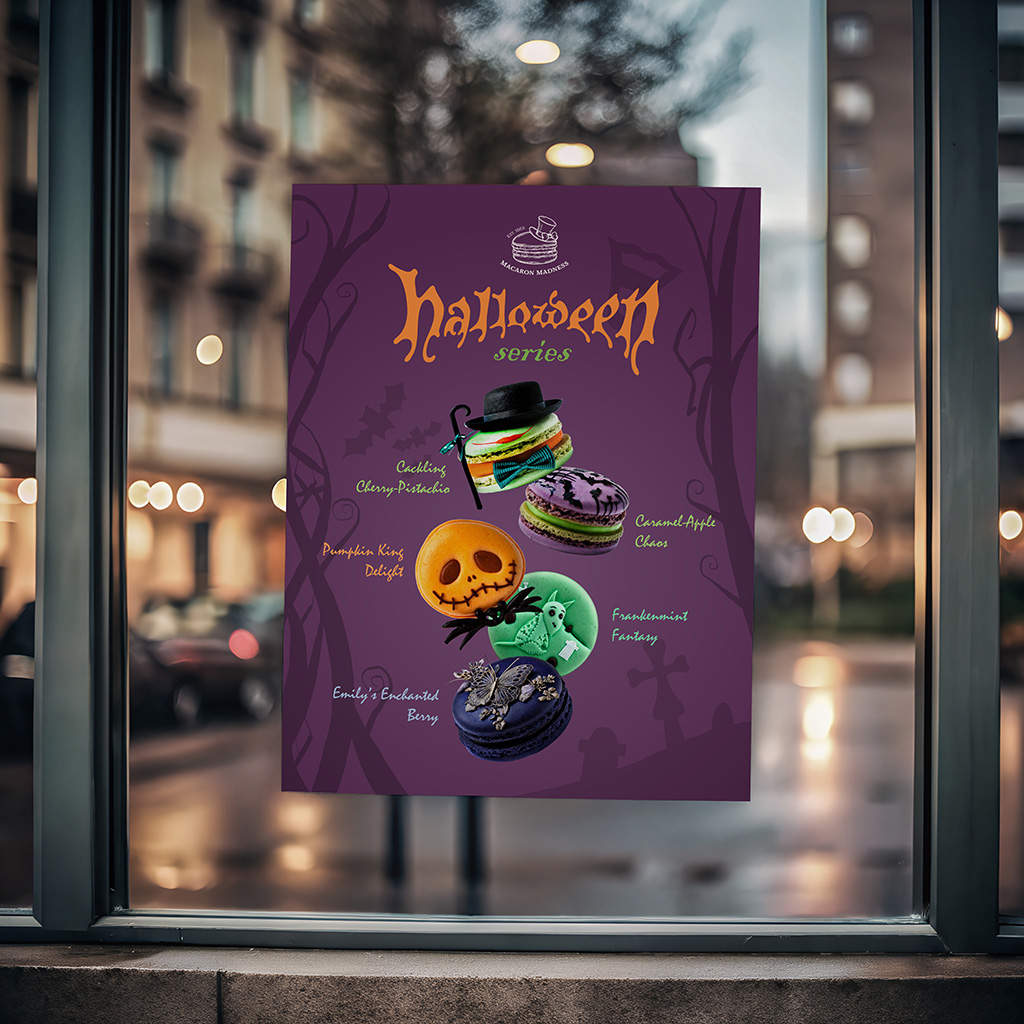 EST. 1963
MACARON MADNESS
halloween
series
Cackling
Cherry-Pistachio
Caramel-Apple
Chaos
Pumpkin King
Delight
Frankenmint
Fantasy
Emily's Enchanted
Berry